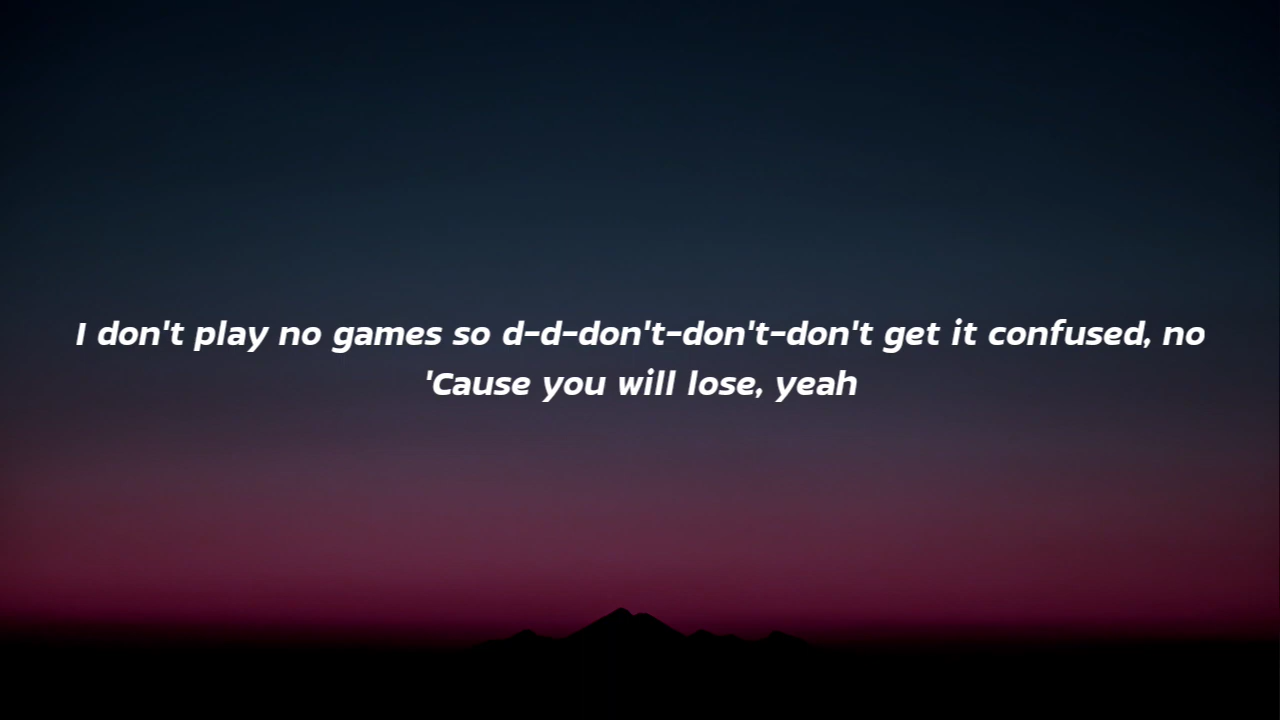 I don't play no games so d-d-don't-don't-don't get it confused, no
'Cause you will lose, yeah